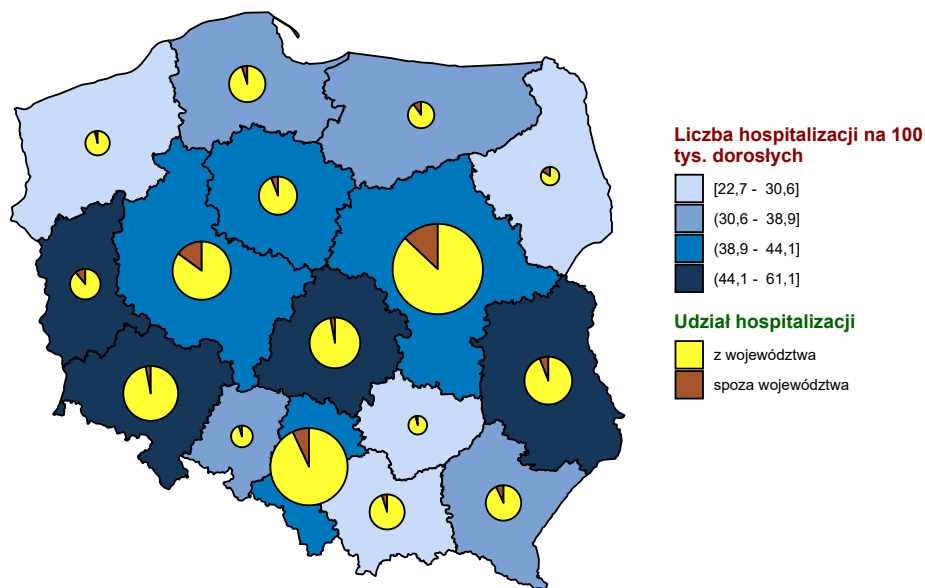 Liczba hospitalizacji na 100
tys. dorosłych
[22,7 - 30,6]
(30,6 - 38,9]
(38,9 - 44,1]
(44,1 - 61,1]
Udział hospitalizacji
z województwa
spoza województwa